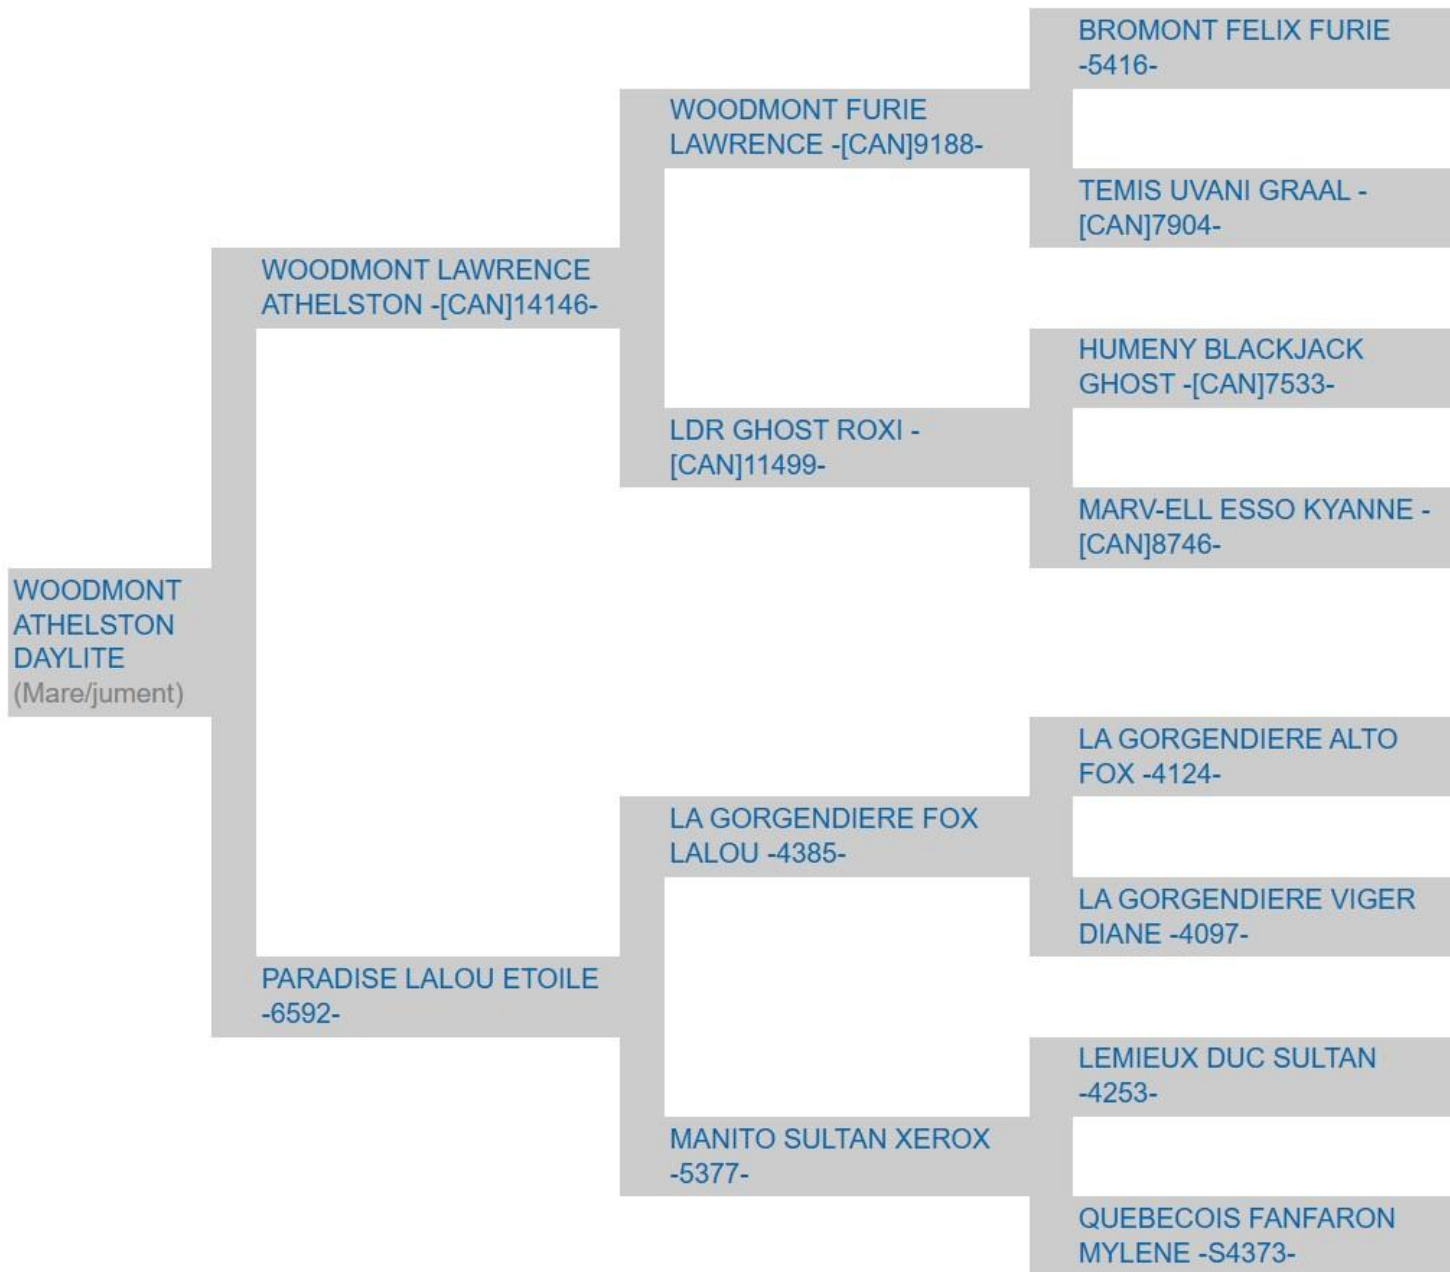 BROMONT FELIX FURIE
-5416-
WOODMONT FURIE
LAWRENCE -[CAN]9188-
TEMIS UVANI GRAAL -
[CAN]7904-
WOODMONT LAWRENCE
ATHELSTON -[CAN]14146-
HUMENY BLACKJACK
GHOST -[CAN]7533-
LDR GHOST ROXI -
[CAN]11499-
MARV-ELL ESSO KYANNE -
[CAN]8746-
WOODMONT
ATHELSTON
DAYLITE
(Mare/jument)
LA GORGENDIERE ALTO
FOX -4124-
LA GORGENDIERE FOX
LALOU -4385-
LA GORGENDIERE VIGER
DIANE -4097-
PARADISE LALOU ETOILE
-6592-
LEMIEUX DUC SULTAN
-4253-
MANITO SULTAN XEROX
-5377-
QUEBECOIS FANFARON
MYLENE -S4373-